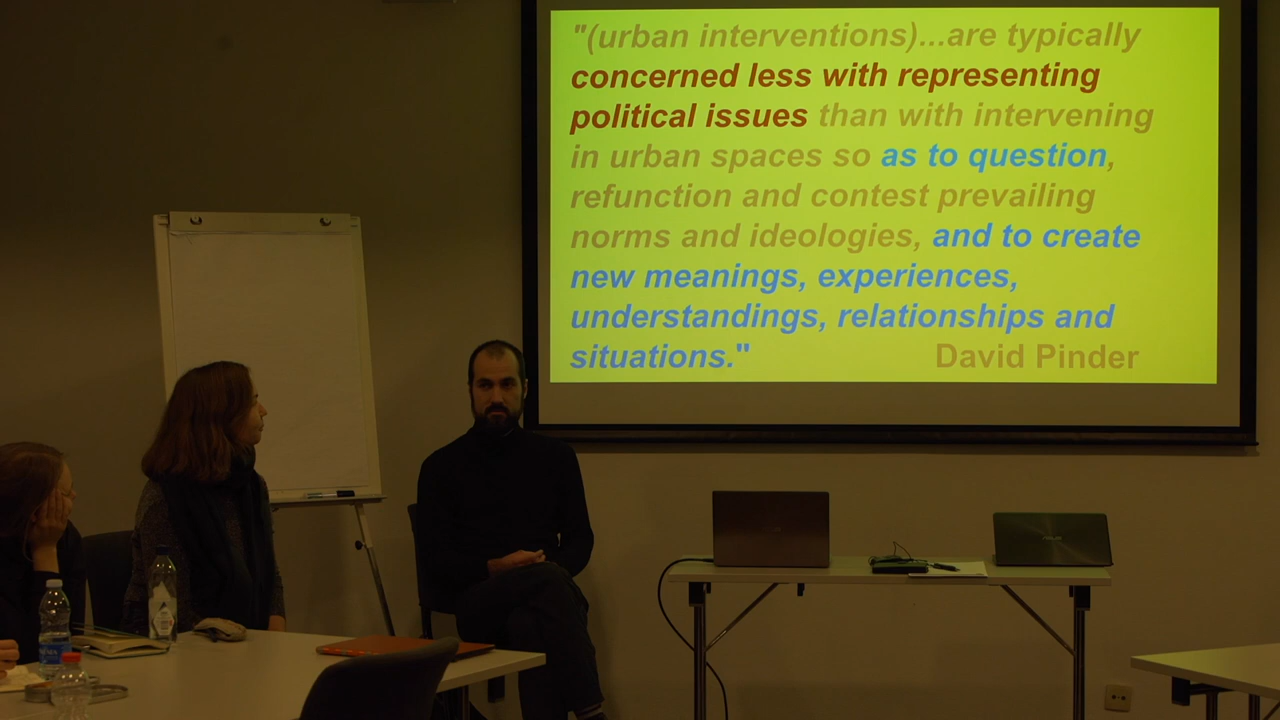 "(urban interventions)...are typically
concerned less with representing
political issues than with intervening
in urban spaces so as to question,
refunction and contest prevailing
norms and ideologies, and to create
new meanings, experiences,
understandings, relationships and
situations." David Pinder
ASUS